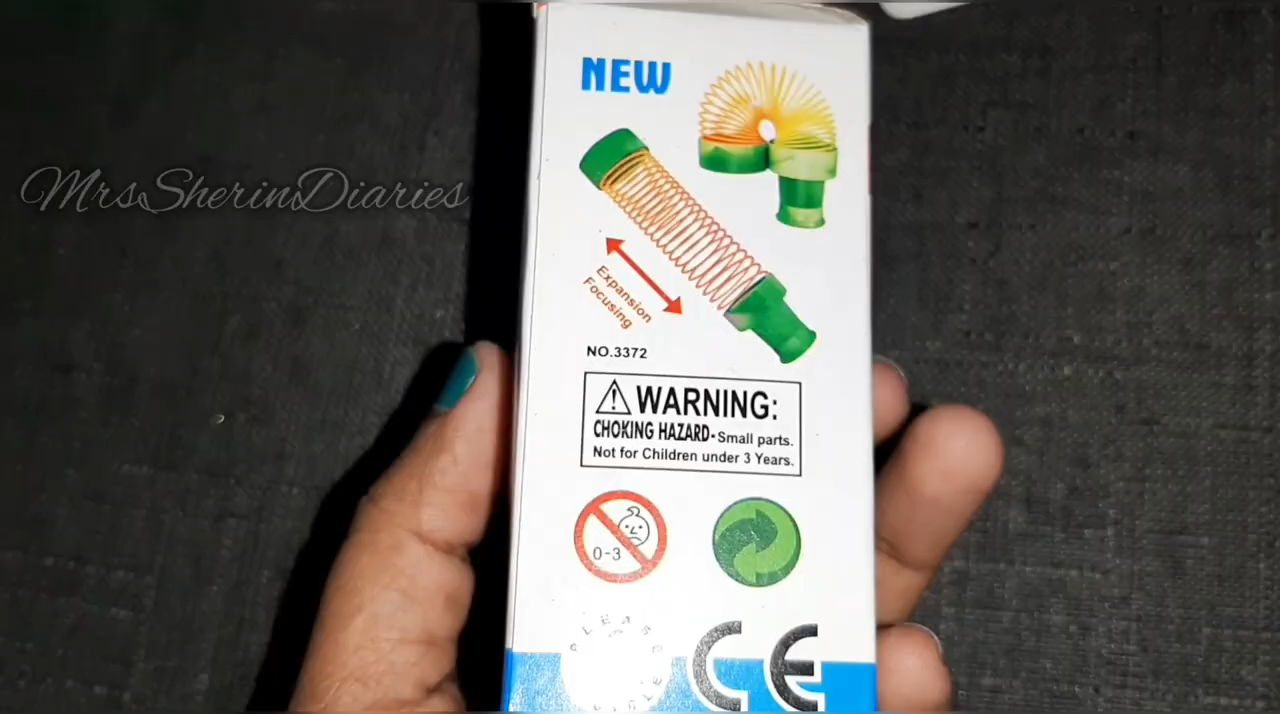 NEW
MrsSherinDiaries
Expansion
Focusing
NO.3372
WARNING:
CHOKING HAZARD-Small parts.
Not for Children under 3 Years.
0-3
PLEASE
CE